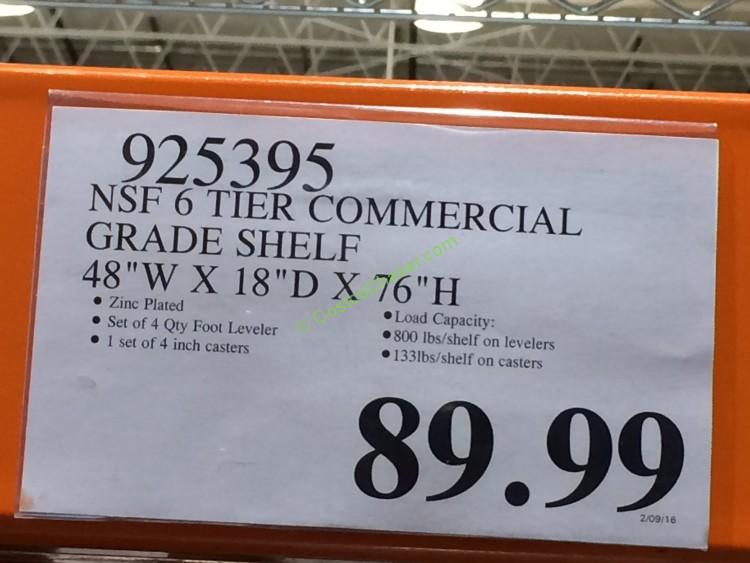 925395
NSF 6 TIER COMMERCIAL
GRADE SHELF
48"W X 18"D X 76"H
• Zinc Plated
• Set of 4 Qty Foot Leveler
• 1 set of 4 inch casters
•Load Capacity:
•800 lbs/shelf on levelers
•133lbs/shelf on casters
© CostcoChaser.com
89.99
2/09/16